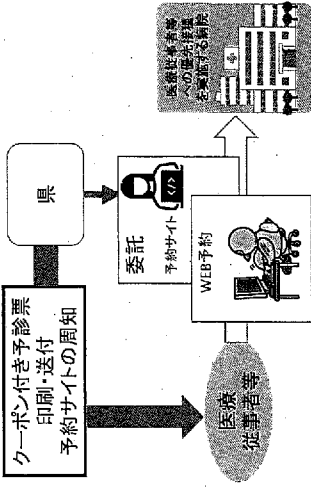 クーポン付き予診票
印刷・送付
予約サイトの周知
県
委託
予約サイト
WEB予約
医療
従事者等
医療従事者等
への優先接種
を実施する病院